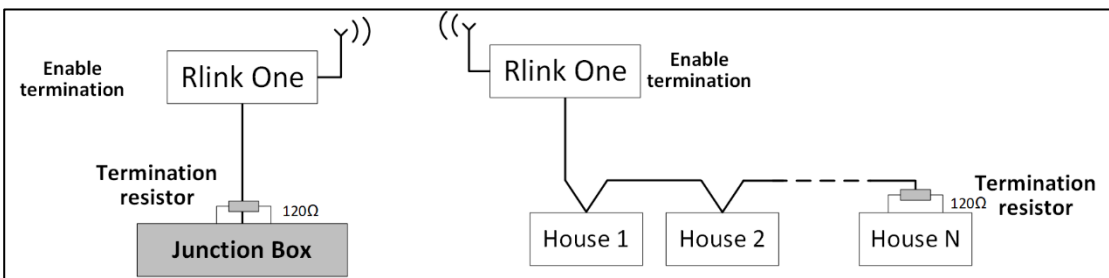 Enable
termination
Rlink One
Termination
resistor
120Ω
Junction Box
Rlink One
Enable
termination
House 1
House 2
House N
120Ω
Termination
resistor